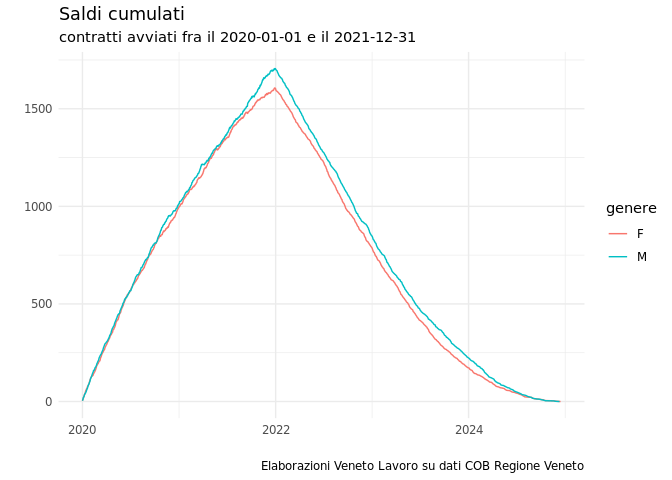 Saldi cumulati
contratti avviati fra il 2020-01-01 e il 2021-12-31
1500
1000
500
0
2020
2022
2024
genere
F
M
Elaborazioni Veneto Lavoro su dati COB Regione Veneto